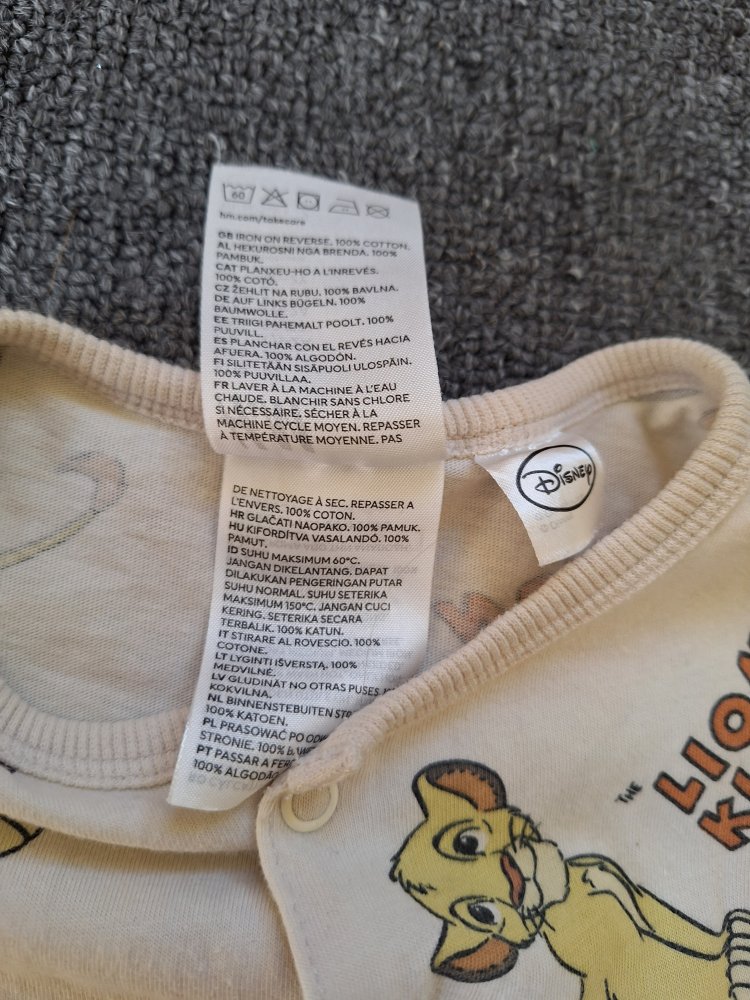 60
hm.com/takecare
GB IRON ON REVERSE. 100% COTTON.
AL HEKUROSNI NGA BRENDA. 100%
PAMBUK.
CAT PLANXEU-HO A L'INREVÉS.
100% COTÓ.
CZ ŽEHLIT NA RUBU. 100% BAVLNA.
DE AUF LINKS BÜGELN. 100%
BAUMWOLLE.
EE TRIIGI PAHEMALT POOLT. 100%
PUUVILL.
ES PLANCHAR CON EL REVÉS HACIA
AFUERA. 100% ALGODÓN.
FI SILITETÄÄN SISÄPUOLI ULOSPÄIN.
100% PUUVILLAA.
FR LAVER À LA MACHINE À L'EAU
CHAUDE. BLANCHIR SANS CHLORE
SI NÉCESSAIRE. SÉCHER À LA
MACHINE CYCLE MOYEN. REPASSER
À TEMPÉRATURE MOYENNE. PAS
DE NETTOYAGE À SEC. REPASSER A
L'ENVERS. 100% COTON.
HR GLAČATI NAOPAKO. 100% PAMUK.
HU KIFORDÍTVA VASALANDÓ. 100%
PAMUT.
ID SUHU MAKSIMUM 60°C.
JANGAN DIKELANTANG. DAPAT
DILAKUKAN PENGERINGAN PUTAR
SUHU NORMAL. SUHU SETERIKA
MAKSIMUM 150°C. JANGAN CUCI
KERING. SETERIKA SECARA
TERBALIK. 100% KATUN.
IT STIRARE AL ROVESCIO. 100%
COTONE.
LT LYGINTI IŠVERSTĄ. 100%
MEDVILNĖ.
LV GLUDINĀT NO OTRAS PUSES.
KOKVILNA.
NL BINNENSTEBUITEN
100% KATOEN.
PL PRASOWAĆ PO
STRONIE. 100%
PT PASSAR A
100%
Disney
THE
LION